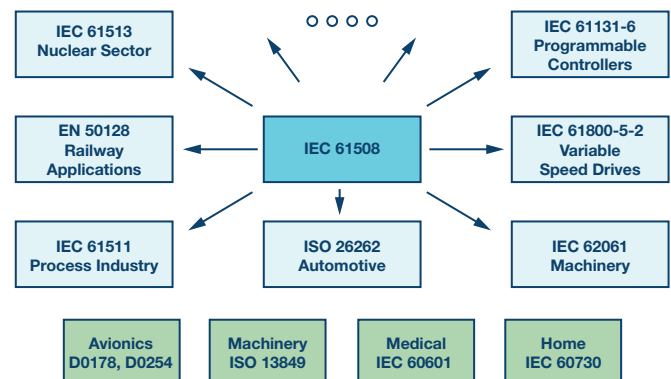 IEC 61513
Nuclear Sector
IEC 61131-6
Programmable
Controllers
EN 50128
Railway
Applications
IEC 61508
IEC 61800-5-2
Variable
Speed Drives
IEC 61511
Process Industry
ISO 26262
Automotive
IEC 62061
Machinery
Avionics
D0178, D0254
Machinery
ISO 13849
Medical
IEC 60601
Home
IEC 60730